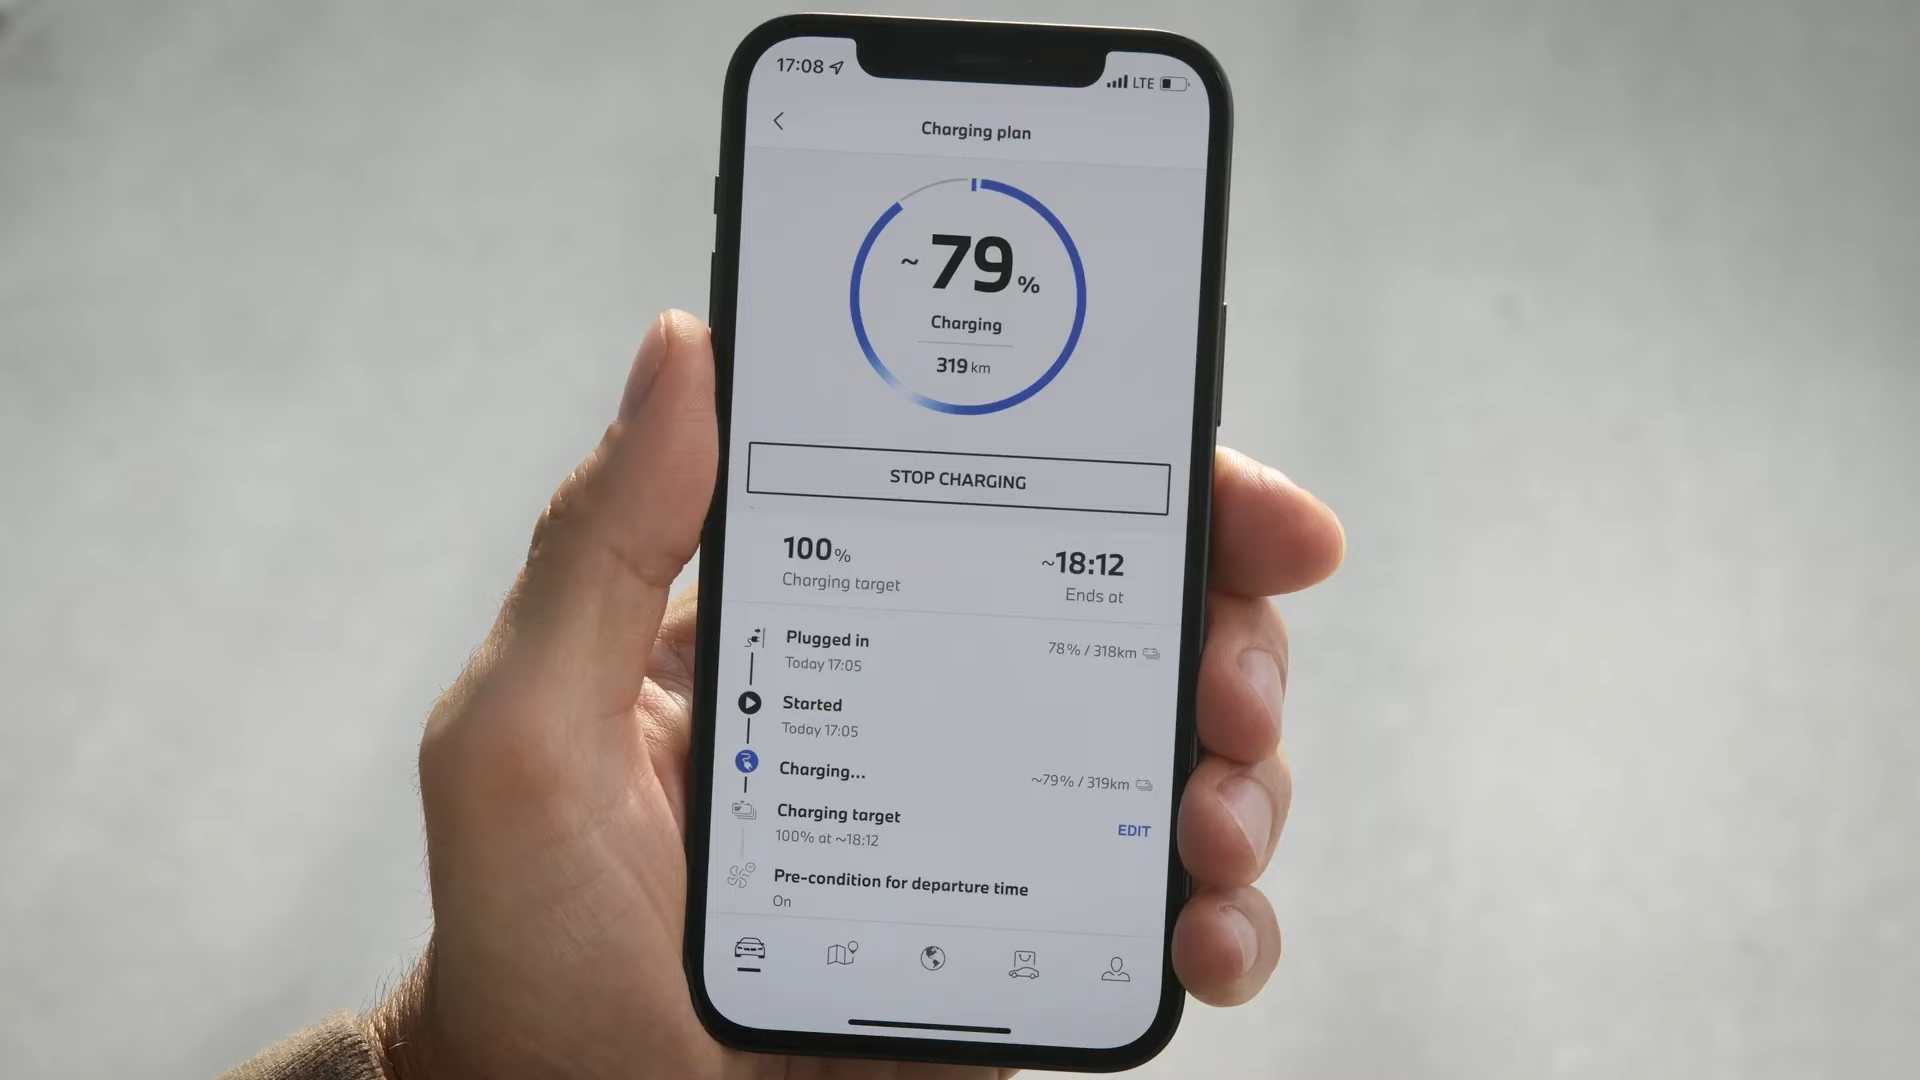 17:08
LTE
Charging plan
~79%
Charging
319 km
STOP CHARGING
100% ~18:12
Charging target Ends at
Plugged in 78% / 318km
Today 17:05
Started
Today 17:05
Charging... ~79% / 319km
Charging target EDIT
100% at ~18:12
Pre-condition for departure time
On